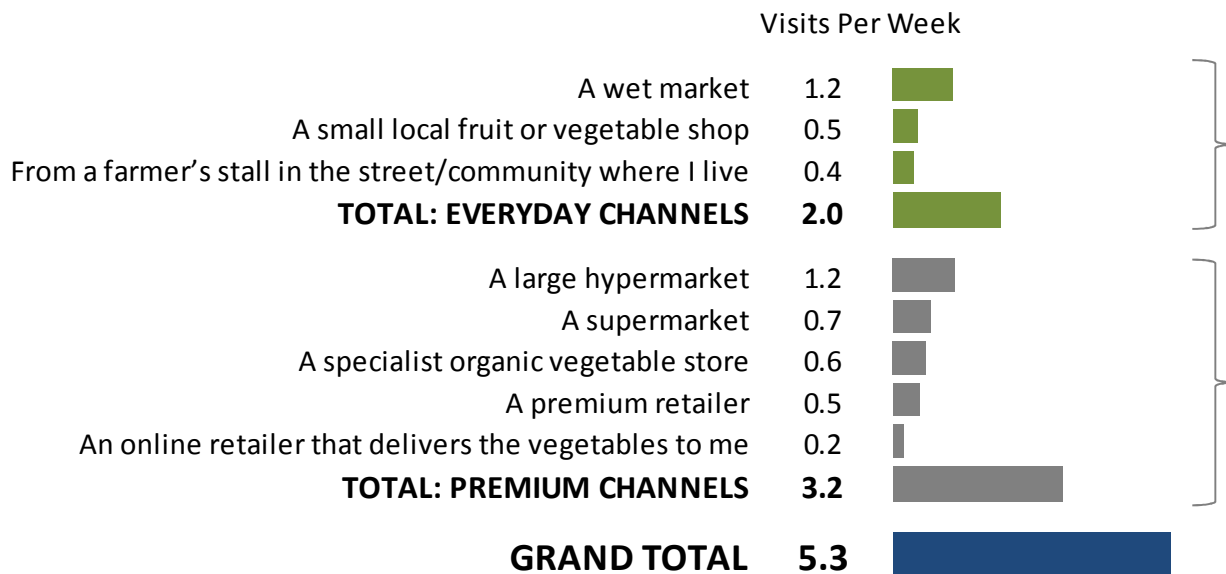 Visits Per Week
A wet market 1.2
A small local fruit or vegetable shop 0.5
From a farmer’s stall in the street/community where I live 0.4
TOTAL: EVERYDAY CHANNELS 2.0
A large hypermarket 1.2
A supermarket 0.7
A specialist organic vegetable store 0.6
A premium retailer 0.5
An online retailer that delivers the vegetables to me 0.2
TOTAL: PREMIUM CHANNELS 3.2
GRAND TOTAL 5.3